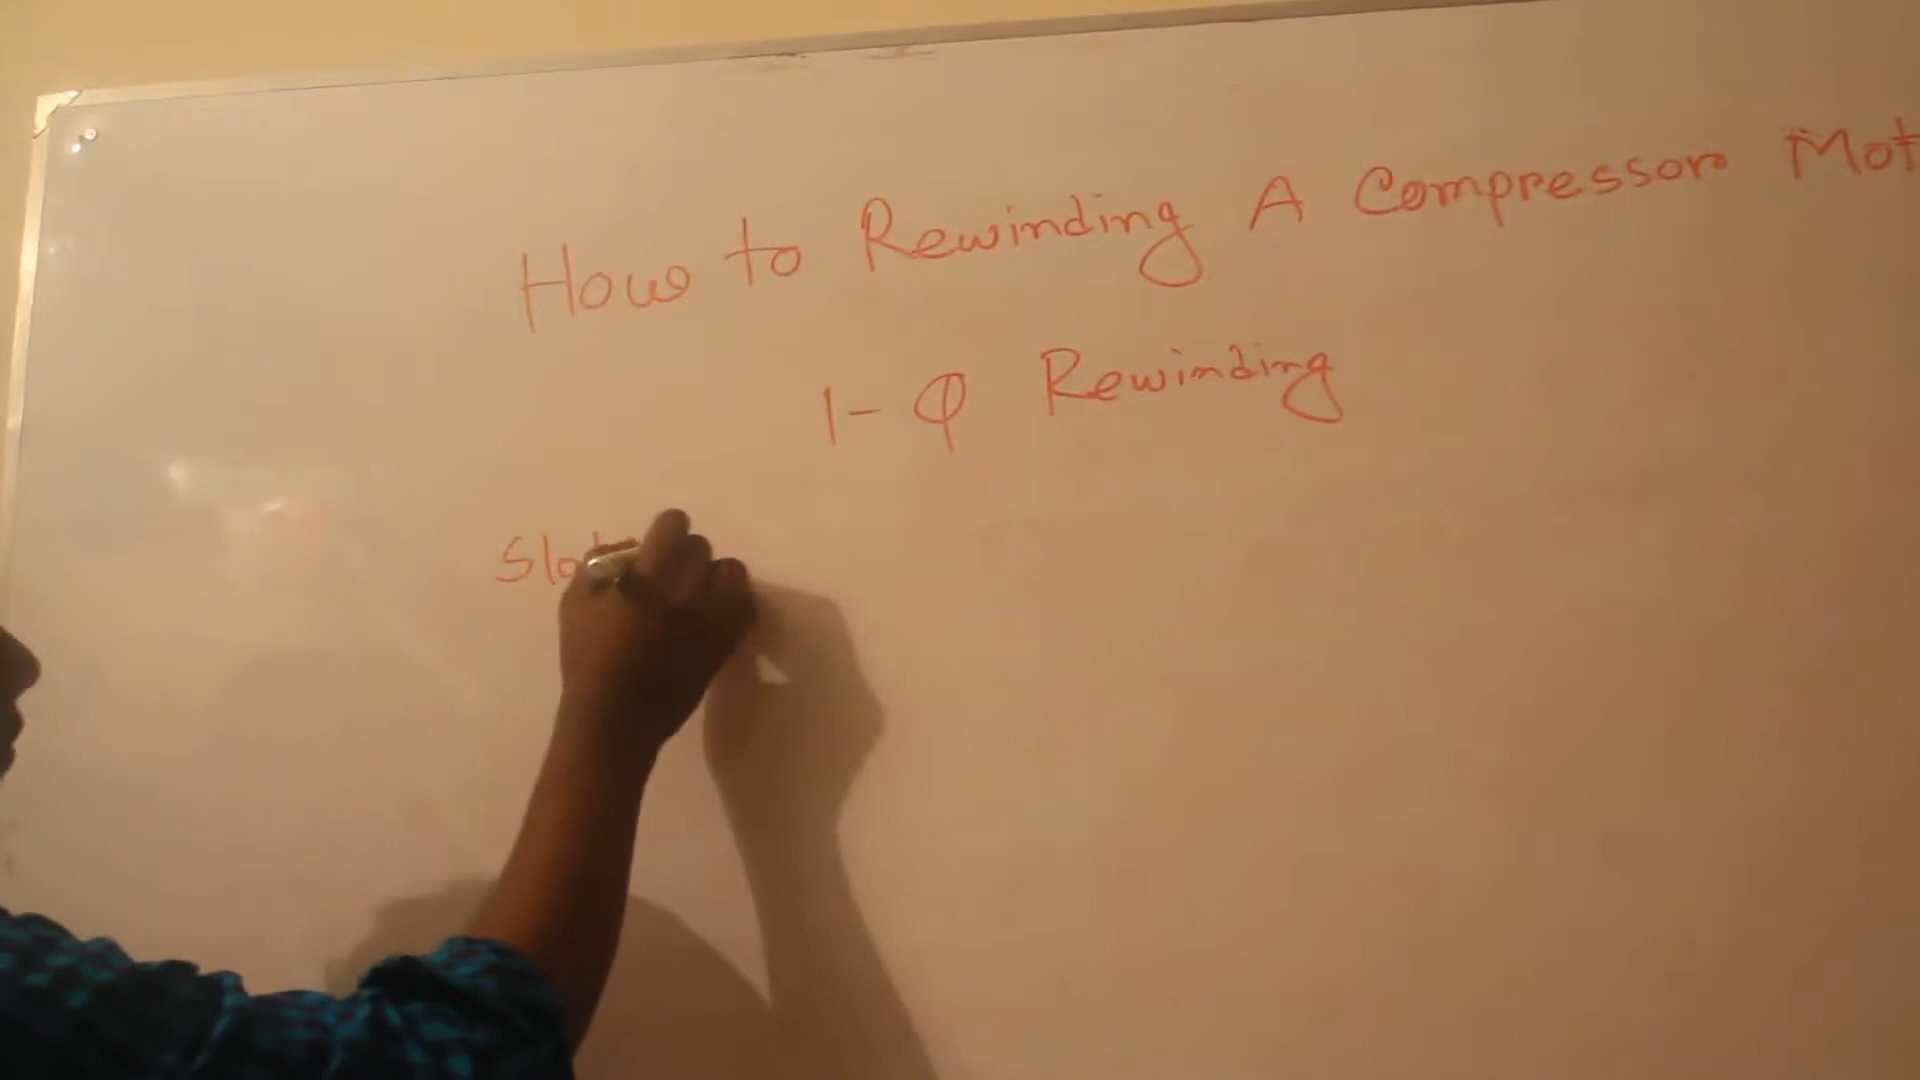 How to Rewinding A Compressor Mot
1-φ Rewinding
Slot